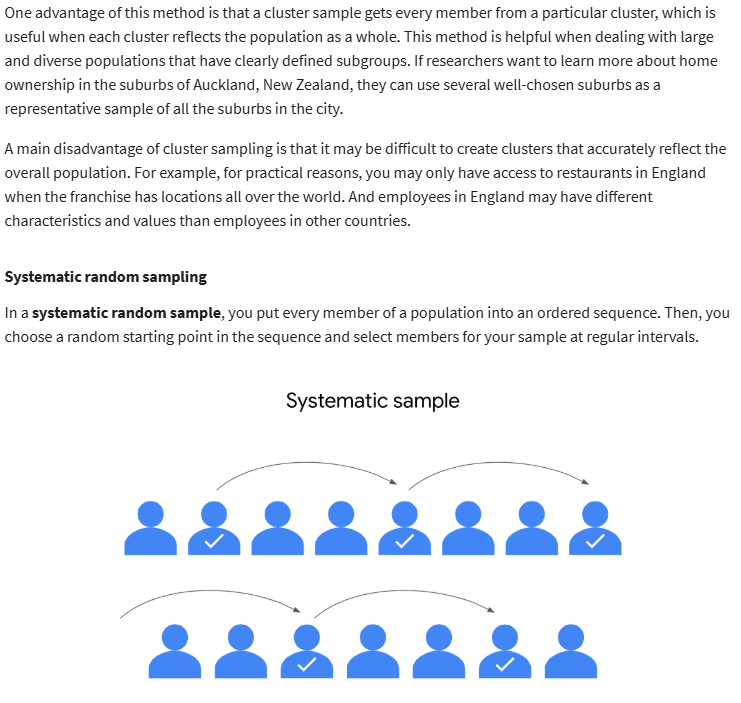 One advantage of this method is that a cluster sample gets every member from a particular cluster, which is
useful when each cluster reflects the population as a whole. This method is helpful when dealing with large
and diverse populations that have clearly defined subgroups. If researchers want to learn more about home
ownership in the suburbs of Auckland, New Zealand, they can use several well-chosen suburbs as a
representative sample of all the suburbs in the city.
A main disadvantage of cluster sampling is that it may be difficult to create clusters that accurately reflect the
overall population. For example, for practical reasons, you may only have access to restaurants in England
when the franchise has locations all over the world. And employees in England may have different
characteristics and values than employees in other countries.
Systematic random sampling
In a systematic random sample, you put every member of a population into an ordered sequence. Then, you
choose a random starting point in the sequence and select members for your sample at regular intervals.
Systematic sample